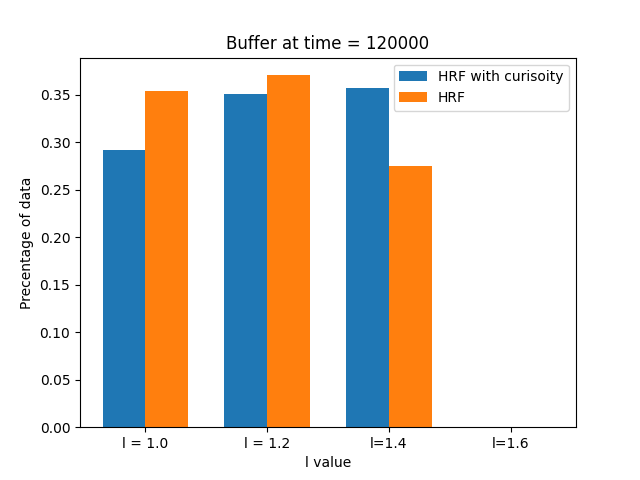 Buffer at time = 120000
HRF with curisoity
HRF
Precentage of data
0.35
0.30
0.25
0.20
0.15
0.10
0.05
0.00
l = 1.0
l = 1.2
l=1.4
l=1.6
l value